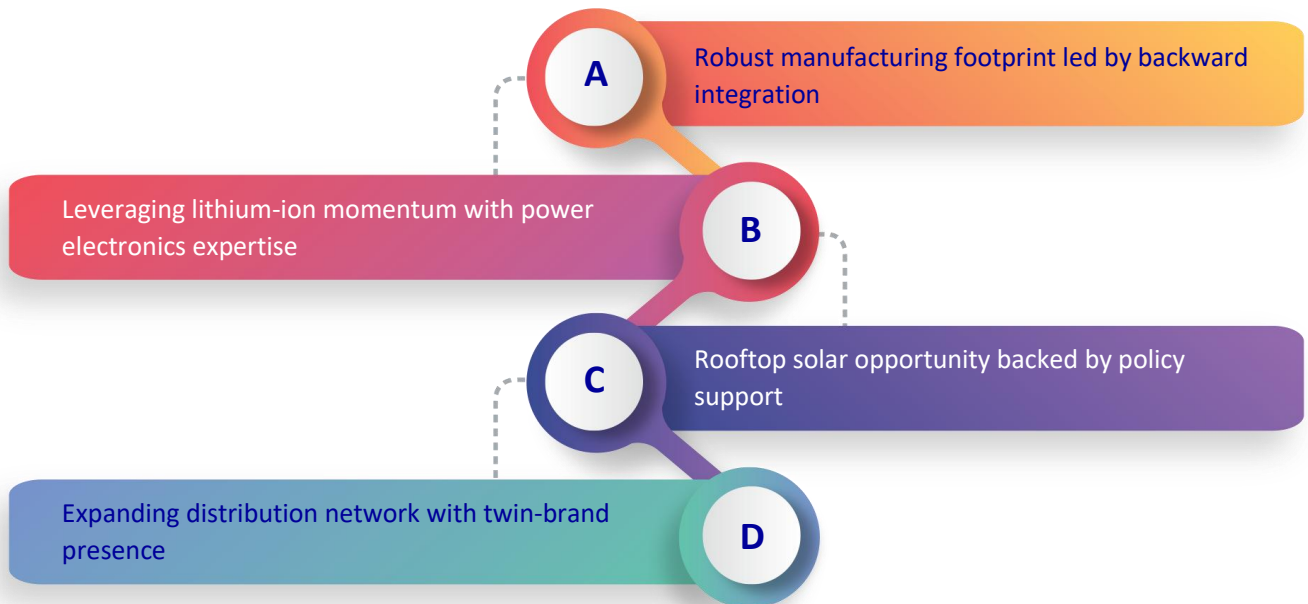 A
Robust manufacturing footprint led by backward
integration
Leveraging lithium-ion momentum with power
electronics expertise
B
C
Rooftop solar opportunity backed by policy
support
Expanding distribution network with twin-brand
presence
D